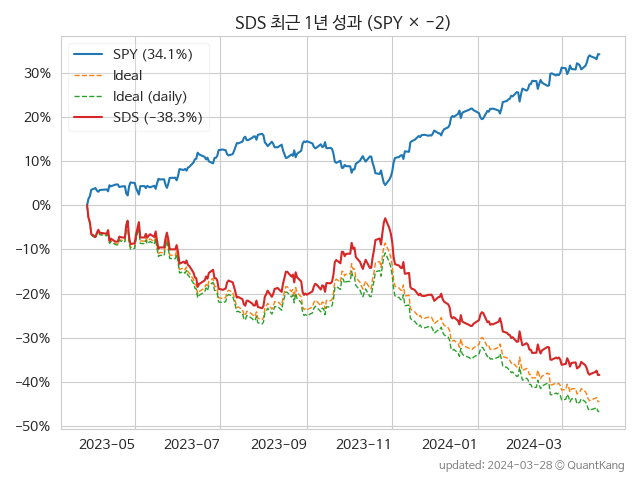 SDS 최근 1년 성과 (SPY × −2)
SPY (34.1%)
Ideal
Ideal (daily)
SDS (−38.3%)
30%
20%
10%
0%
−10%
−20%
−30%
−40%
−50%
2023−05 2023−07 2023−09 2023−11 2024−01 2024−03
updated: 2024−03−28 © QuantKang